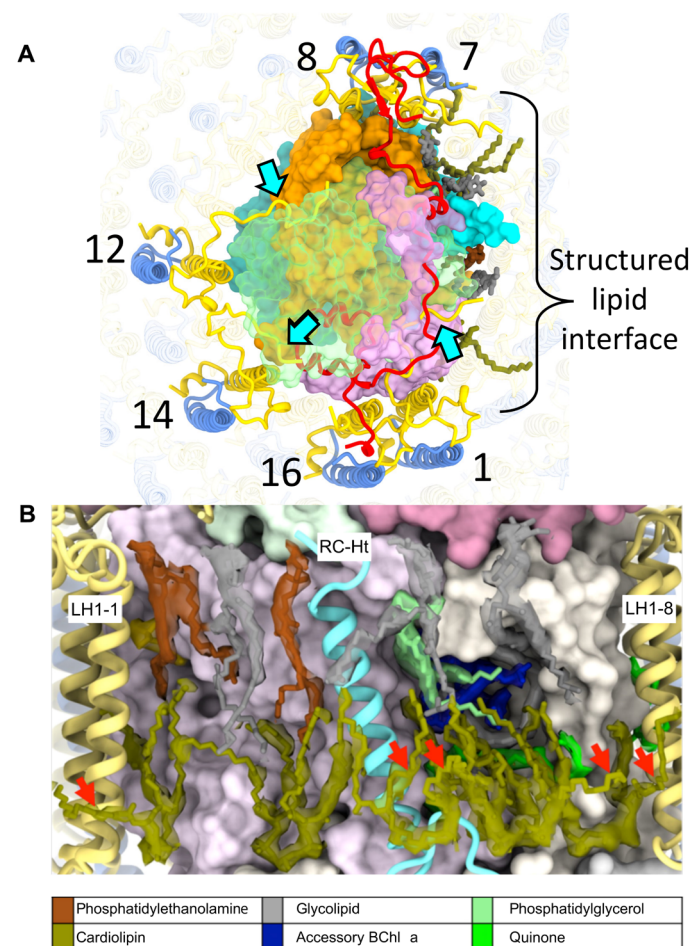 A
8
7
12
Structured
lipid
interface
14
16
1
B
RC-Ht
LH1-1
LH1-8
Phosphatidylethanolamine Glycolipid Phosphatidylglycerol
Cardiolipin Accessory BChl a Quinone